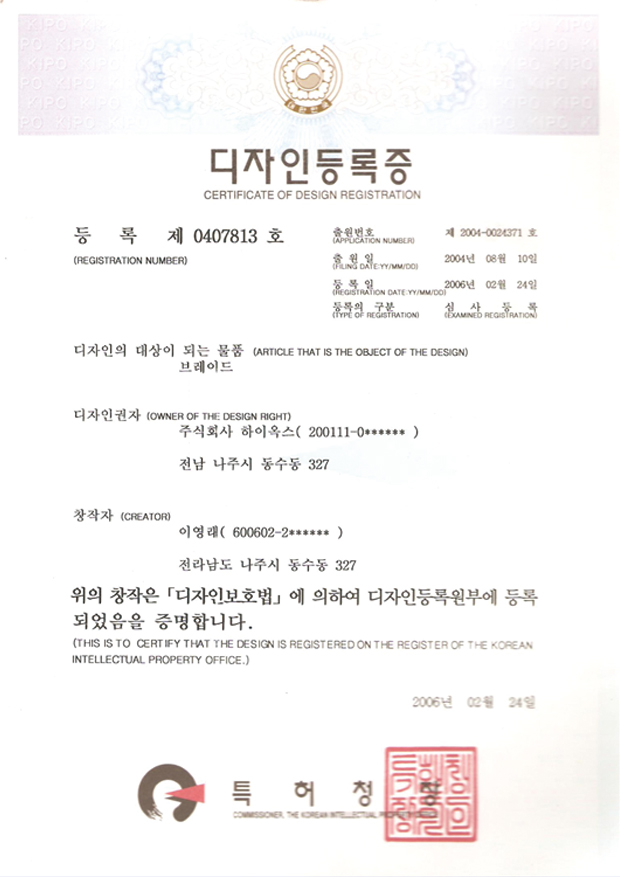 디자인등록증
CERTIFICATE OF DESIGN REGISTRATION
등 록 제 0407813 호
(REGISTRATION NUMBER)
출원번호 제 2004-0024371 호
(APPLICATION NUMBER)
출 원 일 2004년 08월 10일
(FILING DATE:YY/MM/DD)
등 록 일 2006년 02월 24일
(REGISTRATION DATE:YY/MM/DD)
등록의 구분 심 사 등 록
(TYPE OF REGISTRATION) (EXAMINED REGISTRATION)
디자인의 대상이 되는 물품 (ARTICLE THAT IS THE OBJECT OF THE DESIGN)
브레이드
디자인권자 (OWNER OF THE DESIGN RIGHT)
주식회사 하이옥스( 200111-0****** )
전남 나주시 동수동 327
창작자 (CREATOR)
이영래( 600602-2****** )
전라남도 나주시 동수동 327
위의 창작은 「디자인보호법」에 의하여 디자인등록원부에 등록
되었음을 증명합니다.
(THIS IS TO CERTIFY THAT THE DESIGN IS REGISTERED ON THE REGISTER OF THE KOREAN
INTELLECTUAL PROPERTY OFFICE.)
2006년 02월 24일
특 허 청 장
COMMISSIONER, THE KOREAN INTELLECTUAL PROPERTY